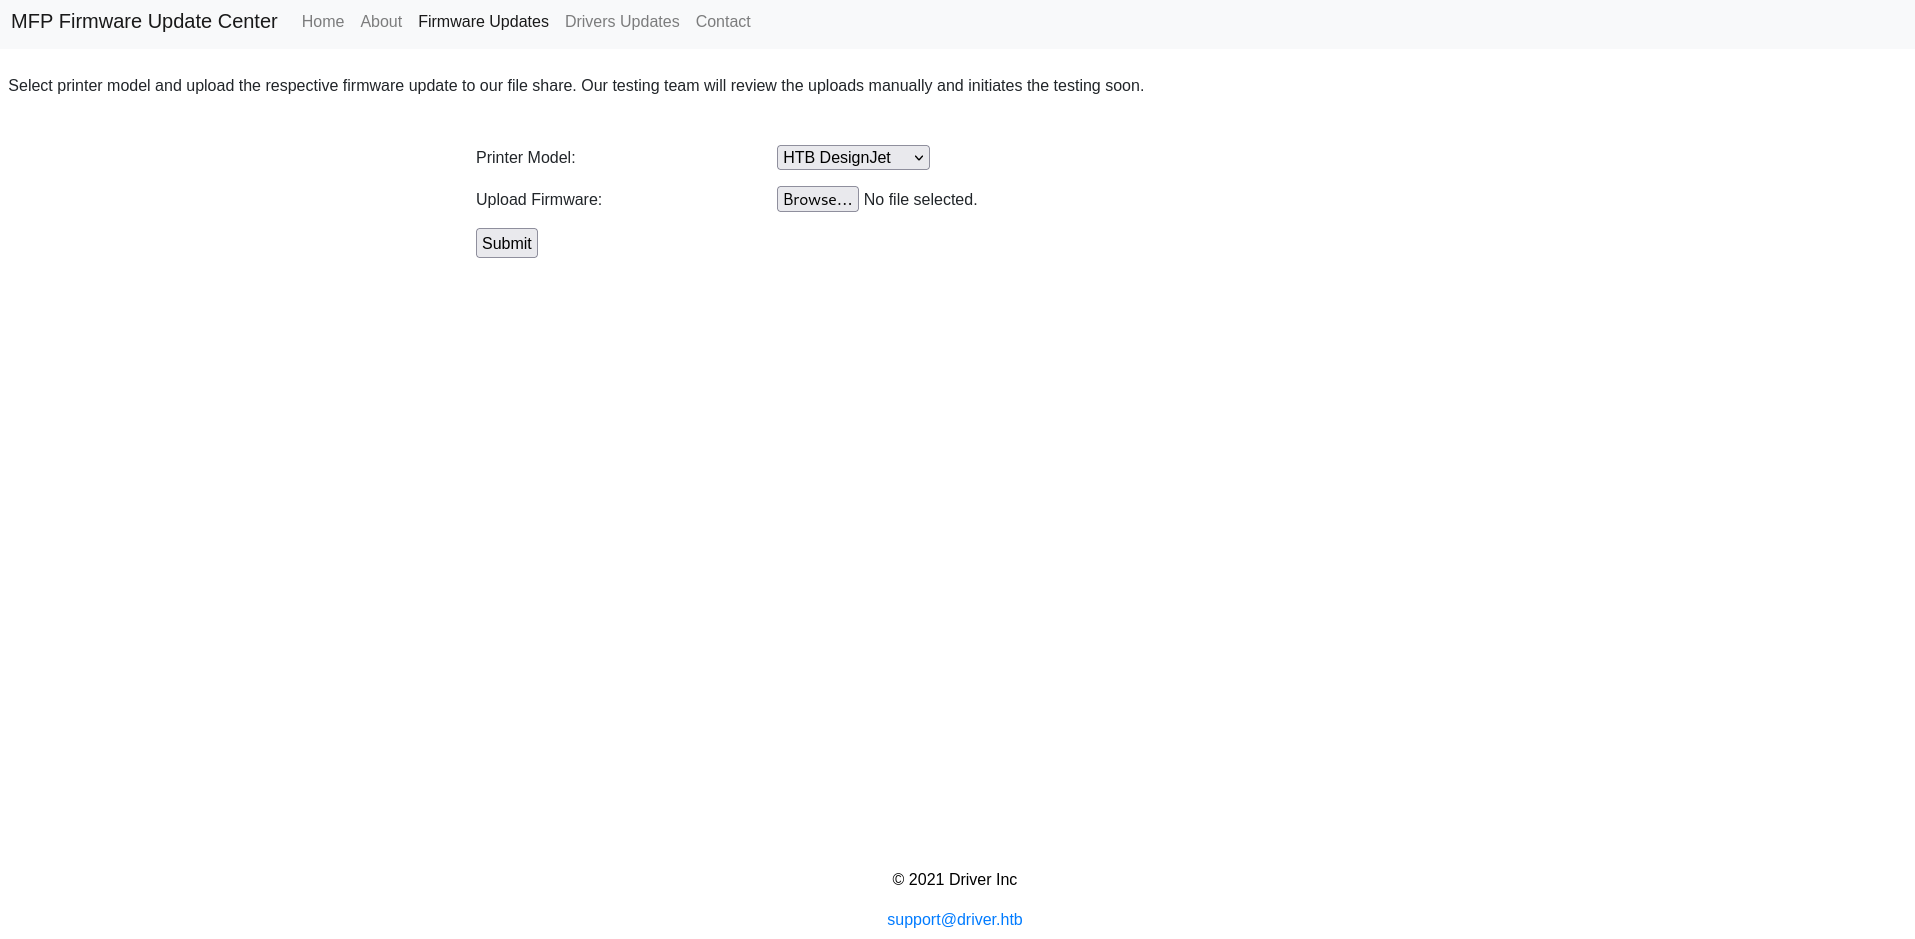 MFP Firmware Update Center Home About Firmware Updates Drivers Updates Contact
Select printer model and upload the respective firmware update to our file share. Our testing team will review the uploads manually and initiates the testing soon.
Printer Model: HTB DesignJet
Upload Firmware: Browse... No file selected.
Submit
© 2021 Driver Inc
support@driver.htb